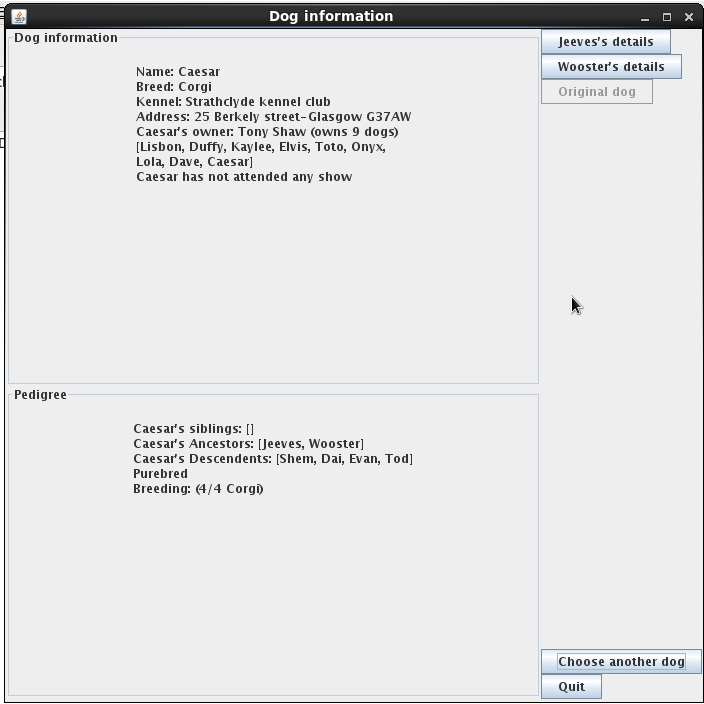 Dog information
Dog information
Name: Caesar
Breed: Corgi
Kennel: Strathclyde kennel club
Address: 25 Berkely street-Glasgow G37AW
Caesar's owner: Tony Shaw (owns 9 dogs)
[Lisbon, Duffy, Kaylee, Elvis, Toto, Onyx,
Lola, Dave, Caesar]
Caesar has not attended any show
Jeeves's details
Wooster's details
Original dog
Pedigree
Caesar's siblings: []
Caesar's Ancestors: [Jeeves, Wooster]
Caesar's Descendents: [Shem, Dai, Evan, Tod]
Purebred
Breeding: (4/4 Corgi)
Choose another dog
Quit